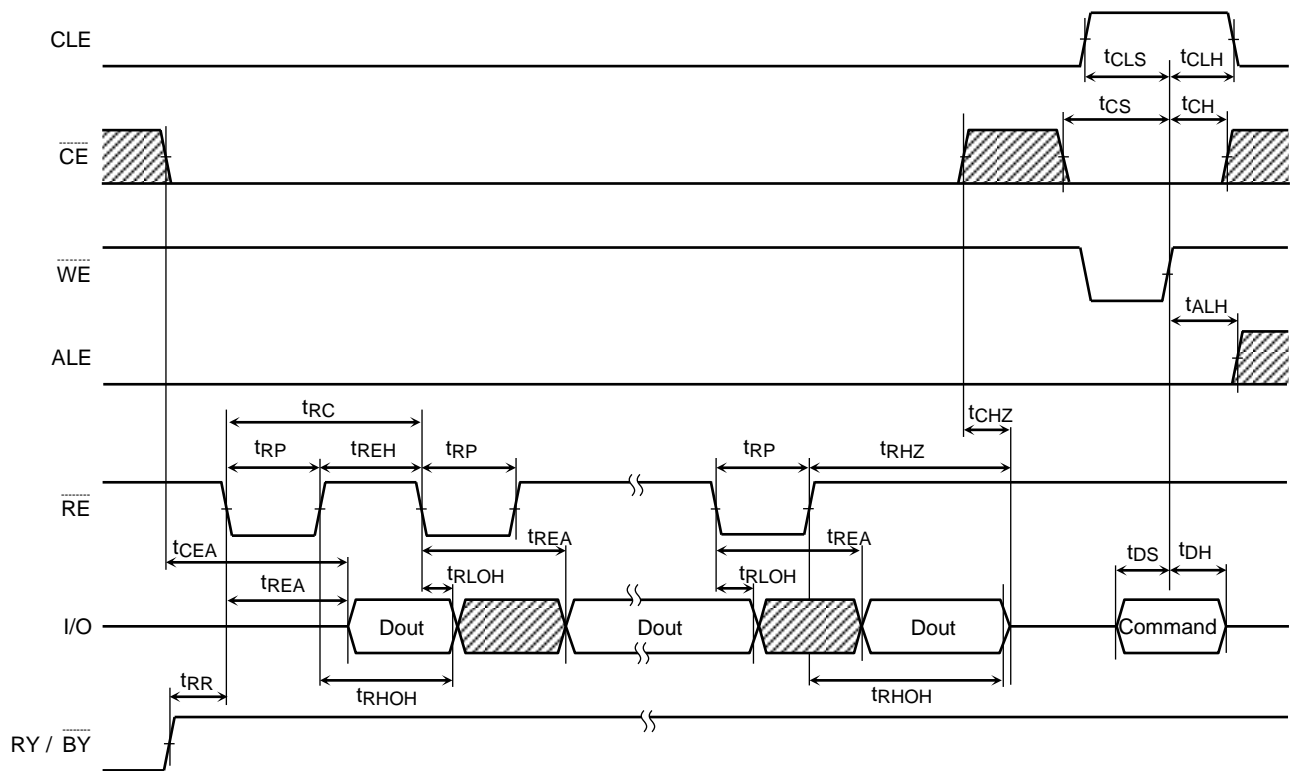 CLE
tCLS tCLH
tCS tCH
CE
WE
tALH
ALE
tRC
tCHZ
tRP tREH tRP tRP tRHZ
RE
tCEA tREA tREA
tREA tRLOH tRLOH tDS tDH
I/O Dout Dout Dout Command
tRR tRHOH tRHOH
RY / BY